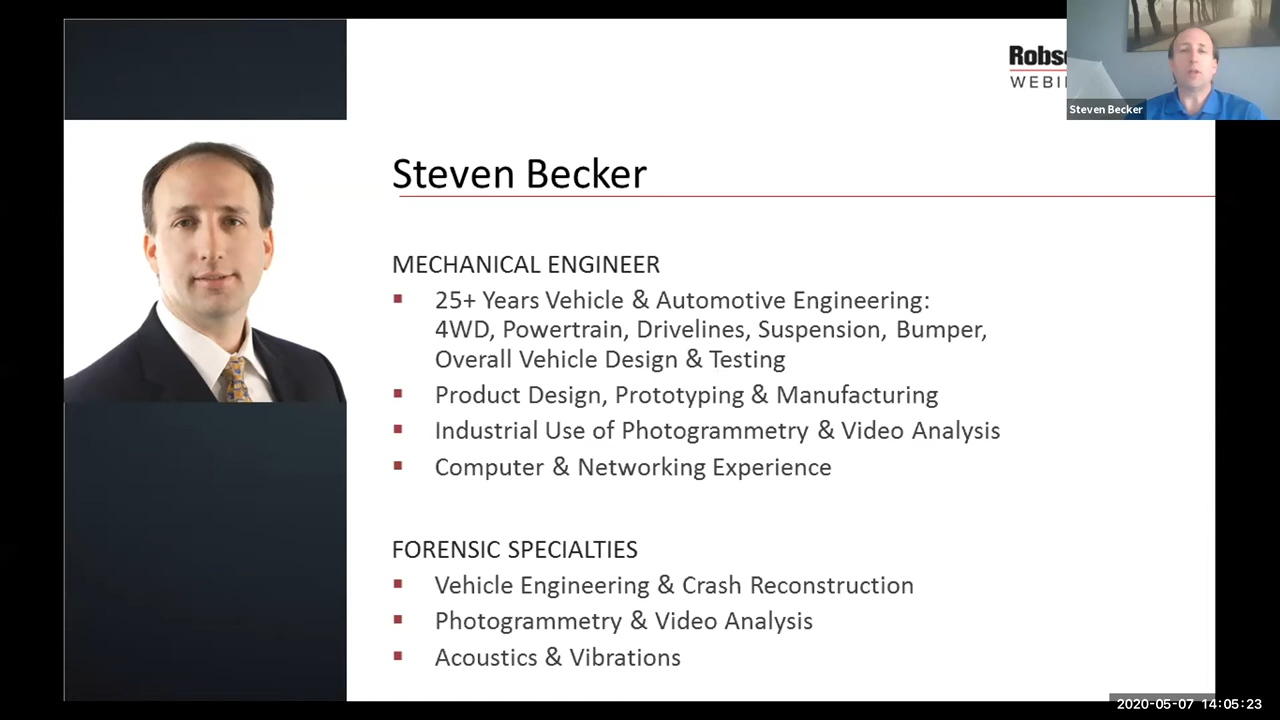 Steven Becker
Steven Becker
MECHANICAL ENGINEER
25+ Years Vehicle & Automotive Engineering:
4WD, Powertrain, Drivelines, Suspension, Bumper,
Overall Vehicle Design & Testing
Product Design, Prototyping & Manufacturing
Industrial Use of Photogrammetry & Video Analysis
Computer & Networking Experience
FORENSIC SPECIALTIES
Vehicle Engineering & Crash Reconstruction
Photogrammetry & Video Analysis
Acoustics & Vibrations
2020-05-07 14:05:23